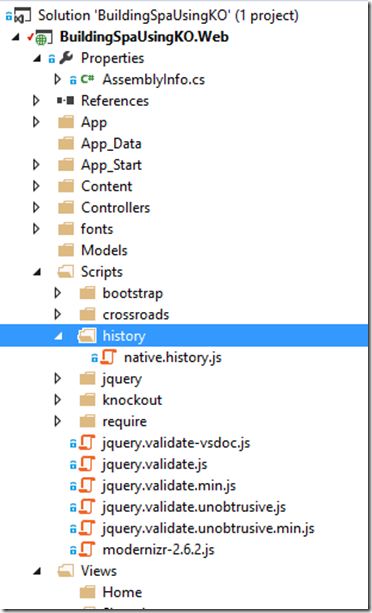 Solution 'BuildingSpaUsingKO' (1 project)
BuildingSpaUsingKO.Web
Properties
AssemblyInfo.cs
References
App
App_Data
App_Start
Content
Controllers
fonts
Models
Scripts
bootstrap
crossroads
history
native.history.js
jquery
knockout
require
jquery.validate-vsdoc.js
jquery.validate.js
jquery.validate.min.js
jquery.validate.unobtrusive.js
jquery.validate.unobtrusive.min.js
modernizr-2.6.2.js
Views
Home